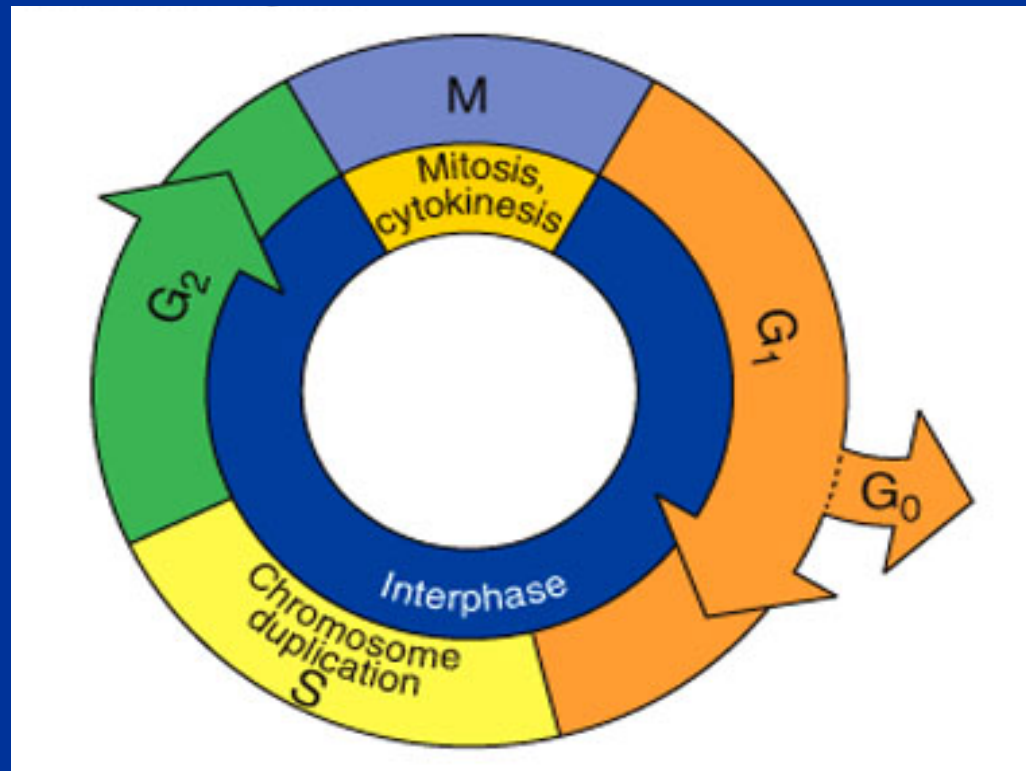 M
Mitosis,
cytokinesis
G₁
G₀
G₂
Interphase
Chromosome
duplication
S